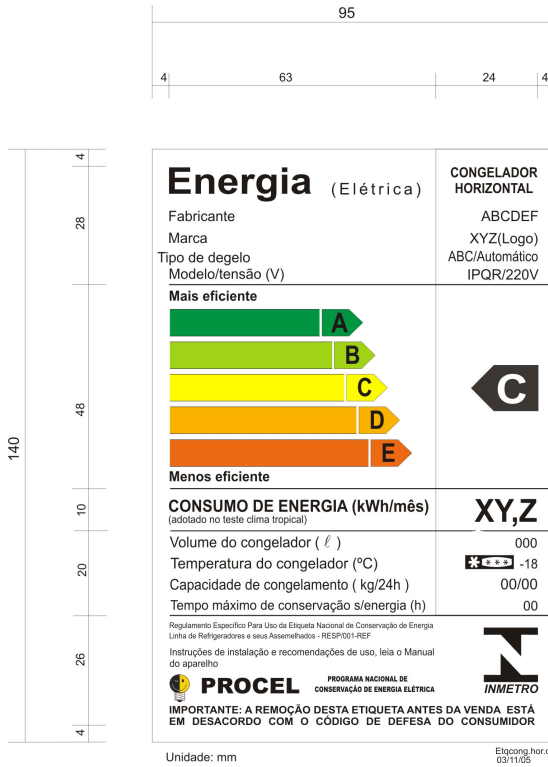 95
4 63 24 4
Energia (Elétrica) CONGELADOR HORIZONTAL
Fabricante ABCDEF
Marca XYZ(Logo)
Tipo de degelo ABC/Automático
Modelo/tensão (V) IPQR/220V
Mais eficiente
A
B
C
D
E
C
Menos eficiente
CONSUMO DE ENERGIA (kWh/mês) XY,Z
(adotado no teste clima tropical)
Volume do congelador ( ℓ ) 000
Temperatura do congelador (ºC) * *** -18
Capacidade de congelamento ( kg/24h ) 00/00
Tempo máximo de conservação s/energia (h) 00
Regulamento Específico Para Uso da Etiqueta Nacional de Conservação de Energia
Linha de Refrigeradores e seus Assemelhados - RESP/001-REF
Instruções de instalação e recomendações de uso, leia o Manual
do aparelho
PROCEL
PROGRAMA NACIONAL DE
CONSERVAÇÃO DE ENERGIA ELÉTRICA
INMETRO
IMPORTANTE: A REMOÇÃO DESTA ETIQUETA ANTES DA VENDA ESTÁ
EM DESACORDO COM O CÓDIGO DE DEFESA DO CONSUMIDOR
140
4
28
48
10
20
26
4
Unidade: mm
Etqcong.hor.c
03/11/05